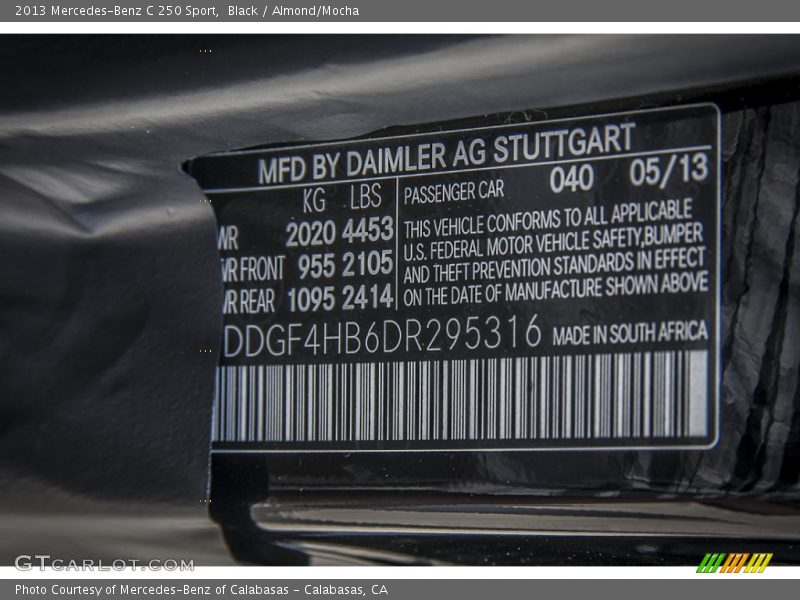 2013 Mercedes-Benz C 250 Sport,  Black / Almond/Mocha
MFD BY DAIMLER AG STUTTGART
KG LBS PASSENGER CAR 040 05/13
WR 2020 4453
WR FRONT 955 2105
WR REAR 1095 2414
THIS VEHICLE CONFORMS TO ALL APPLICABLE
U.S. FEDERAL MOTOR VEHICLE SAFETY,BUMPER
AND THEFT PREVENTION STANDARDS IN EFFECT
ON THE DATE OF MANUFACTURE SHOWN ABOVE
DDGF4HB6DR295316 MADE IN SOUTH AFRICA
GTCARLOT.COM
Photo Courtesy of Mercedes-Benz of Calabasas - Calabasas, CA